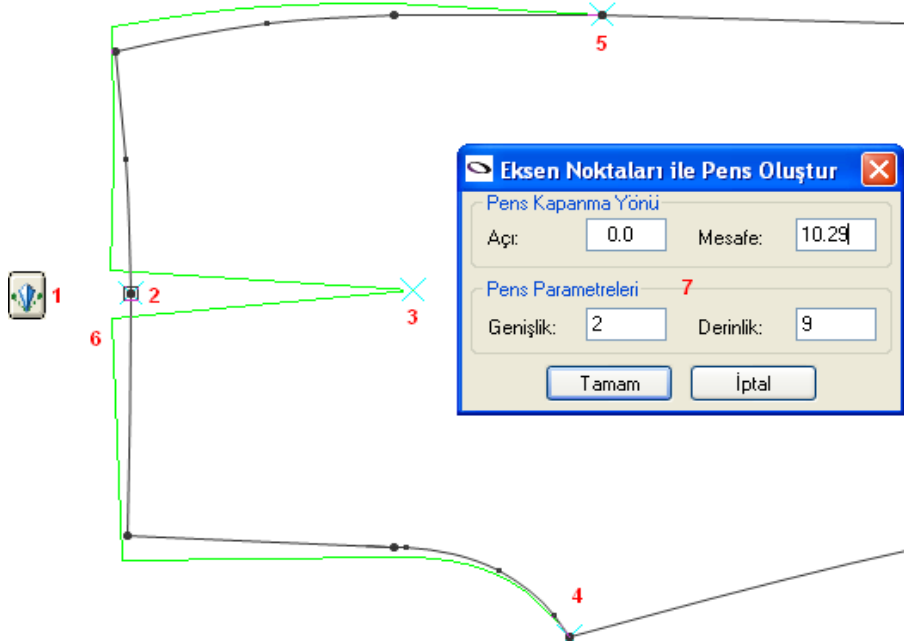 5
Eksen Noktaları ile Pens Oluştur
Pens Kapanma Yönü
Açı: 0.0 Mesafe: 10.29
1
2
3
Pens Parametreleri 7
6
Genişlik: 2 Derinlik: 9
Tamam İptal
4